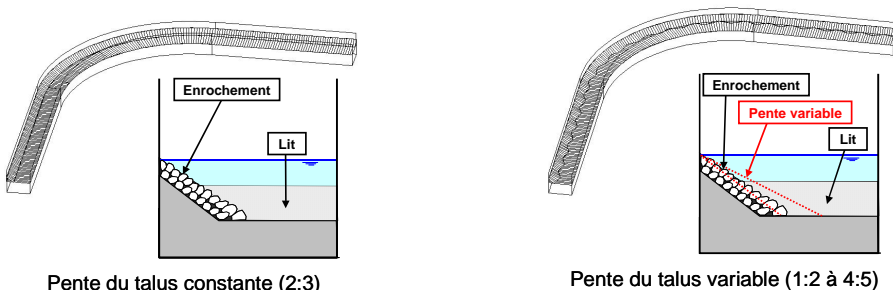 Enrochement
Lit
Pente du talus constante (2:3)
Enrochement
Pente variable
Lit
Pente du talus variable (1:2 à 4:5)